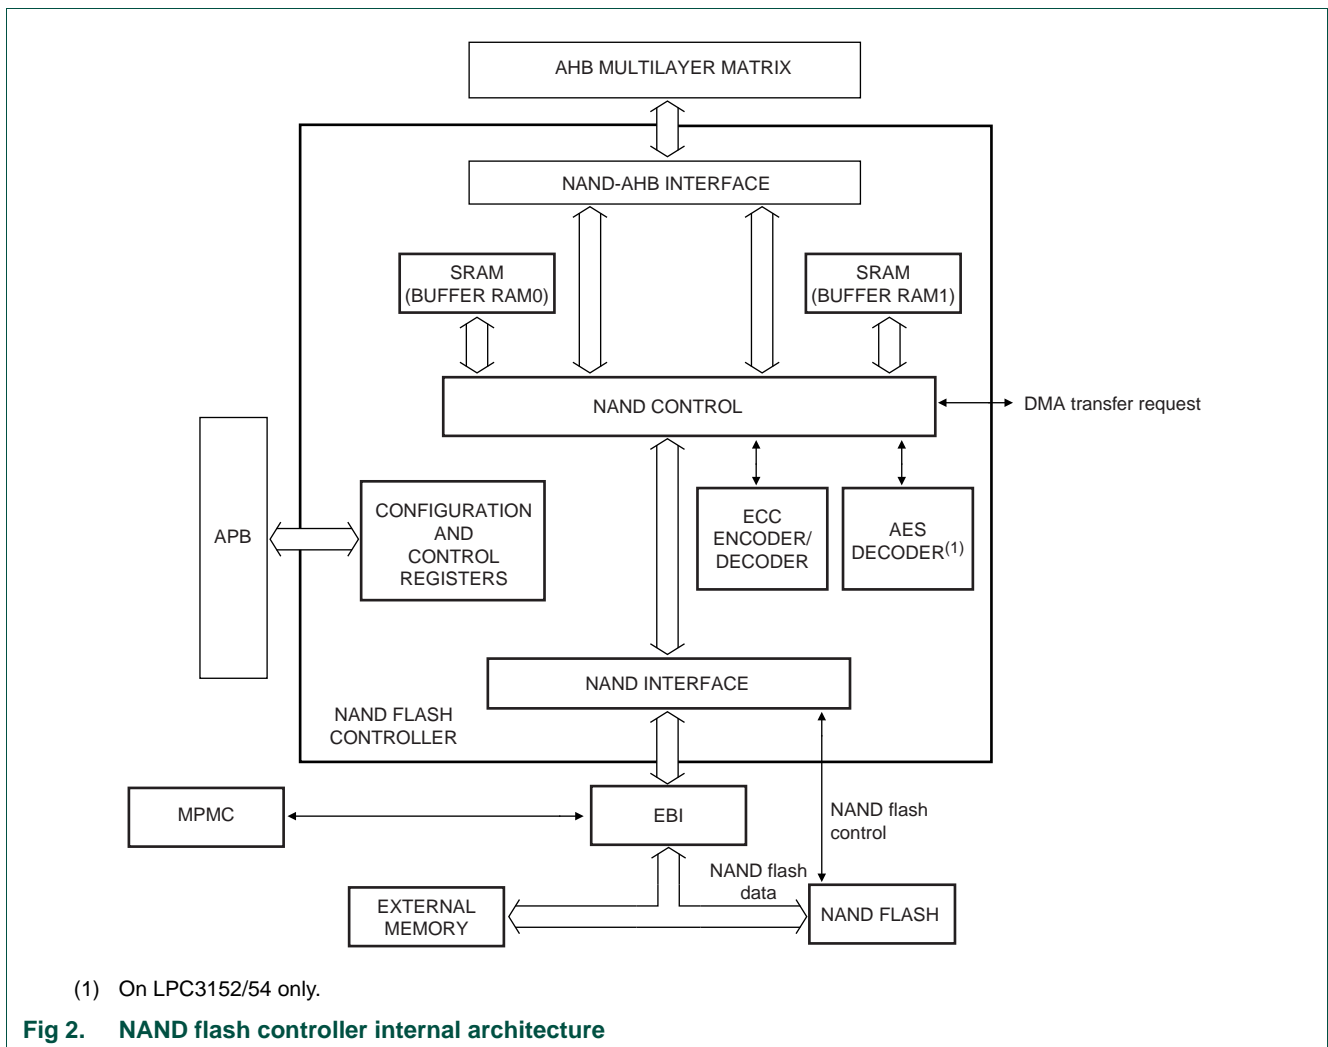 AHB MULTILAYER MATRIX
NAND-AHB INTERFACE
SRAM
(BUFFER RAM0)
SRAM
(BUFFER RAM1)
NAND CONTROL
DMA transfer request
APB
CONFIGURATION
AND
CONTROL
REGISTERS
ECC
ENCODER/
DECODER
AES
DECODER(1)
NAND INTERFACE
NAND FLASH
CONTROLLER
MPMC
EBI
NAND flash
control
NAND flash
data
EXTERNAL
MEMORY
NAND FLASH
(1) On LPC3152/54 only.
Fig 2. NAND flash controller internal architecture